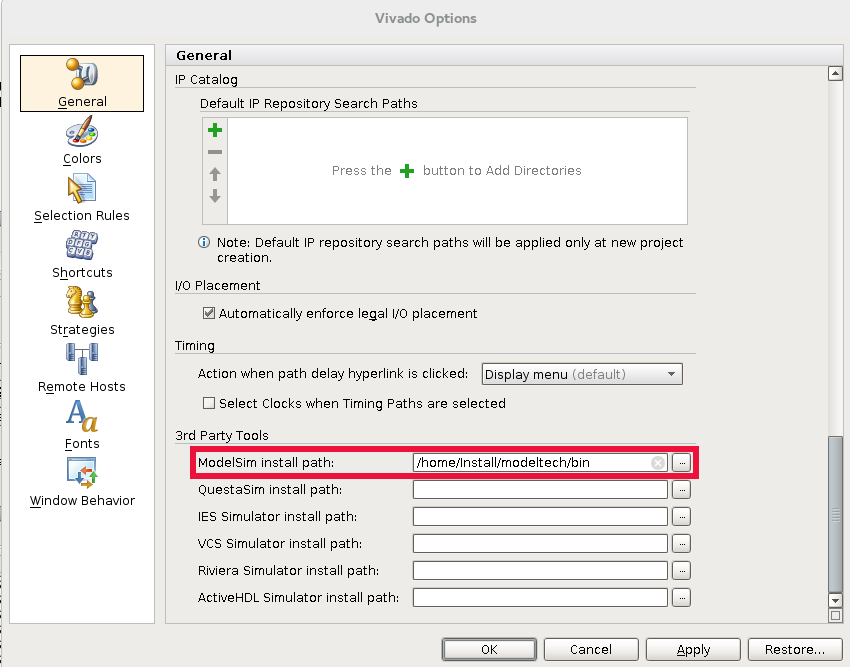 Vivado Options
General
Colors
Selection Rules
Shortcuts
Strategies
Remote Hosts
Fonts
Window Behavior
General
IP Catalog
Default IP Repository Search Paths
Press the + button to Add Directories
Note: Default IP repository search paths will be applied only at new project
creation.
I/O Placement
Automatically enforce legal I/O placement
Timing
Action when path delay hyperlink is clicked: Display menu (default)
Select Clocks when Timing Paths are selected
3rd Party Tools
ModelSim install path: /home/Install/modeltech/bin ...
QuestaSim install path: ...
IES Simulator install path: ...
VCS Simulator install path: ...
Riviera Simulator install path: ...
ActiveHDL Simulator install path: ...
OK Cancel Apply Restore...